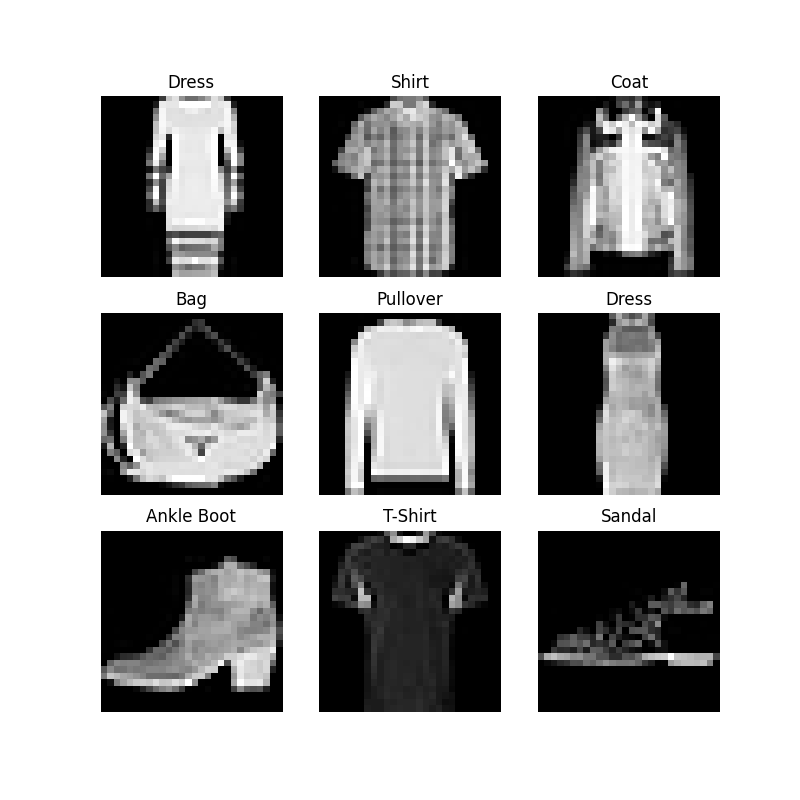 Dress
Shirt
Coat
Bag
Pullover
Dress
Ankle Boot
T-Shirt
Sandal